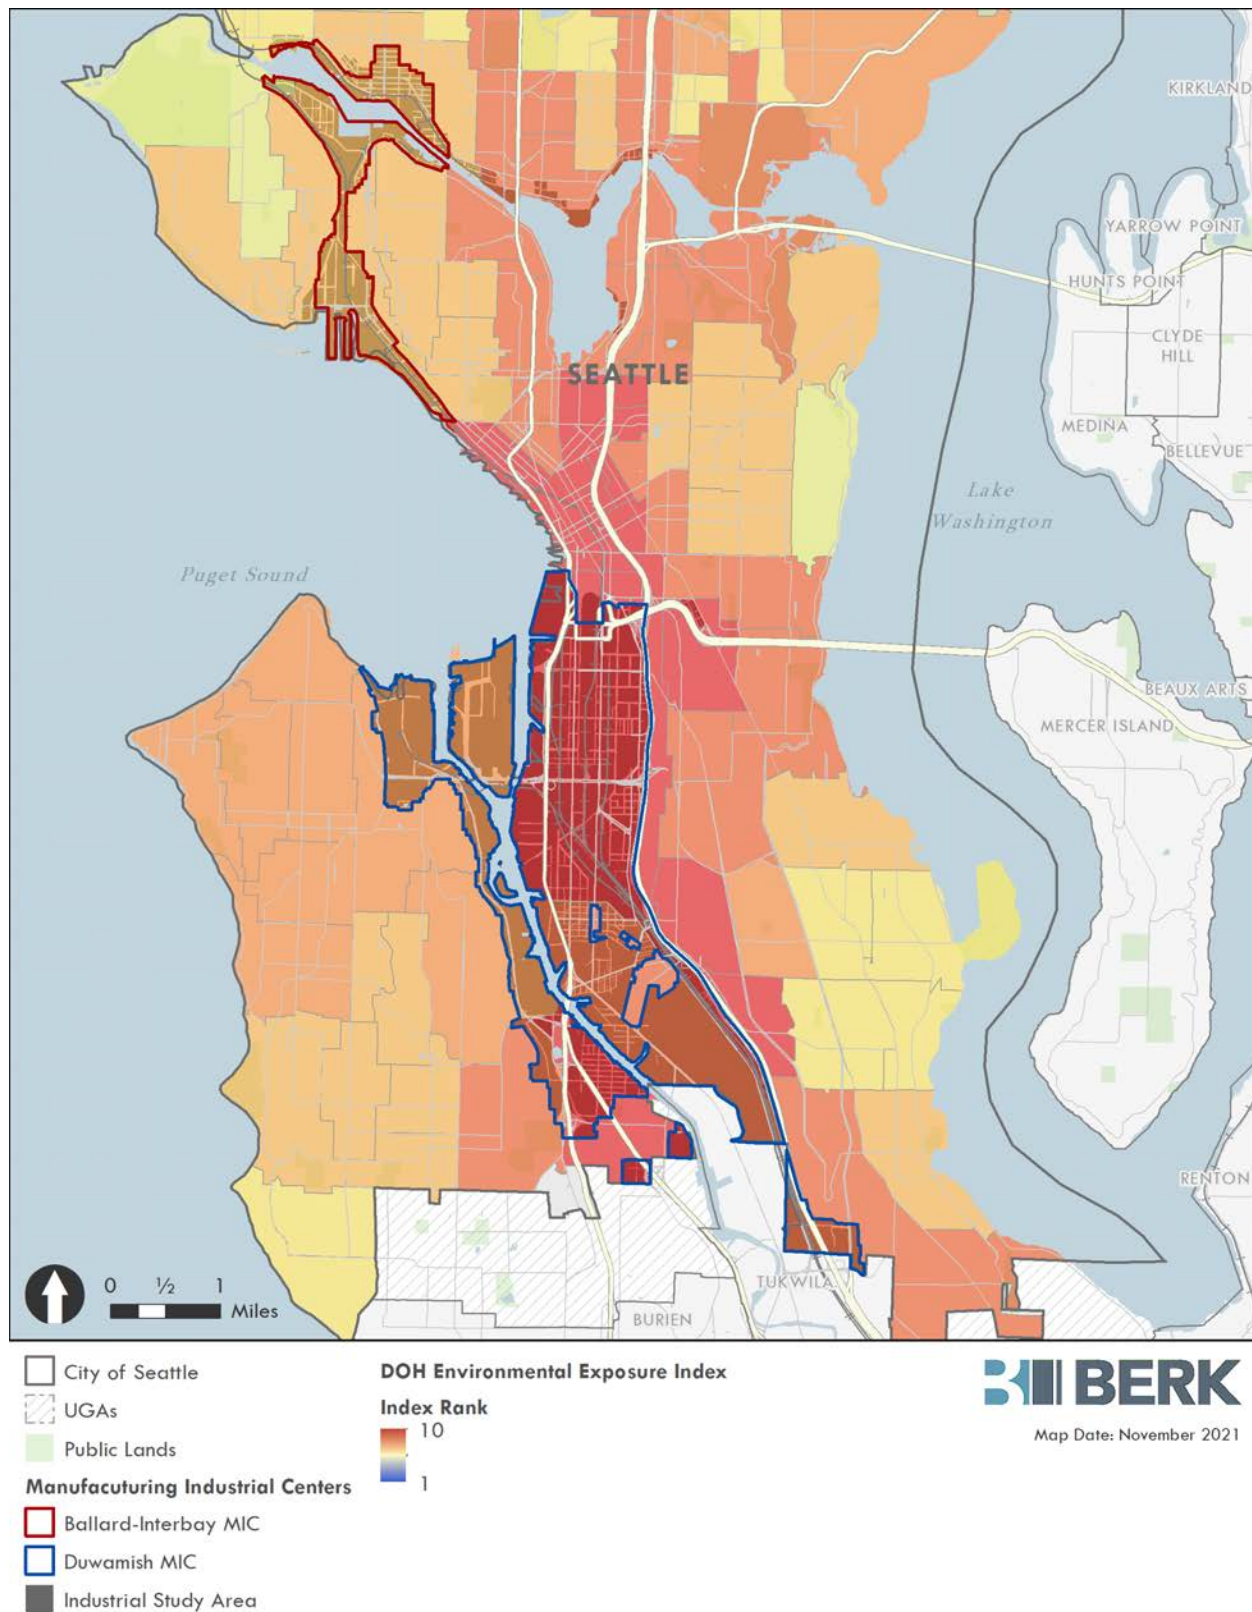 KIRKLAND
YARROW POINT
HUNTS POINT
CLYDE
HILL
SEATTLE
MEDINA
BELLEVUE
Lake
Washington
Puget Sound
BEAUX ARTS
MERCER ISLAND
RENTON
TUKWILA
BURIEN
0 ½ 1
Miles
City of Seattle
UGAs
Public Lands
Manufacuturing Industrial Centers
Ballard-Interbay MIC
Duwamish MIC
Industrial Study Area
DOH Environmental Exposure Index
Index Rank
10
1
BERK
Map Date: November 2021